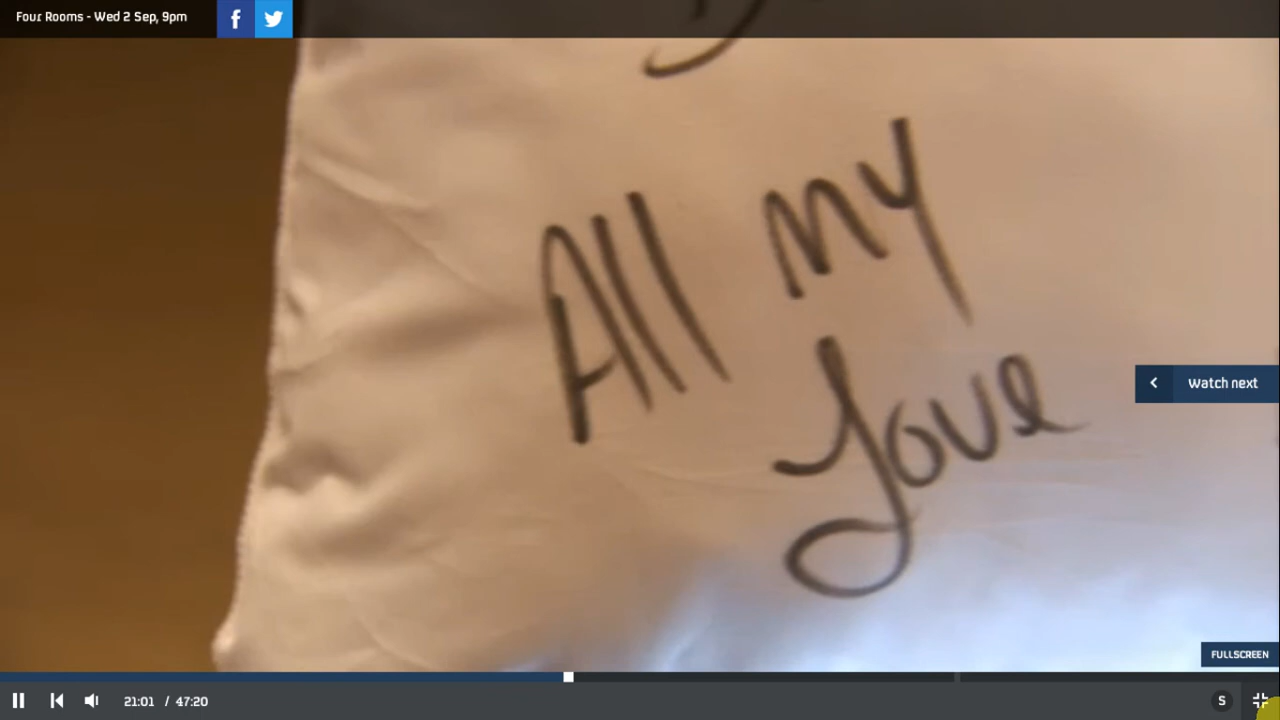 Four Rooms - Wed 2 Sep, 9pm
All my
Love
Watch next
FULLSCREEN
21:01 / 47:20
S